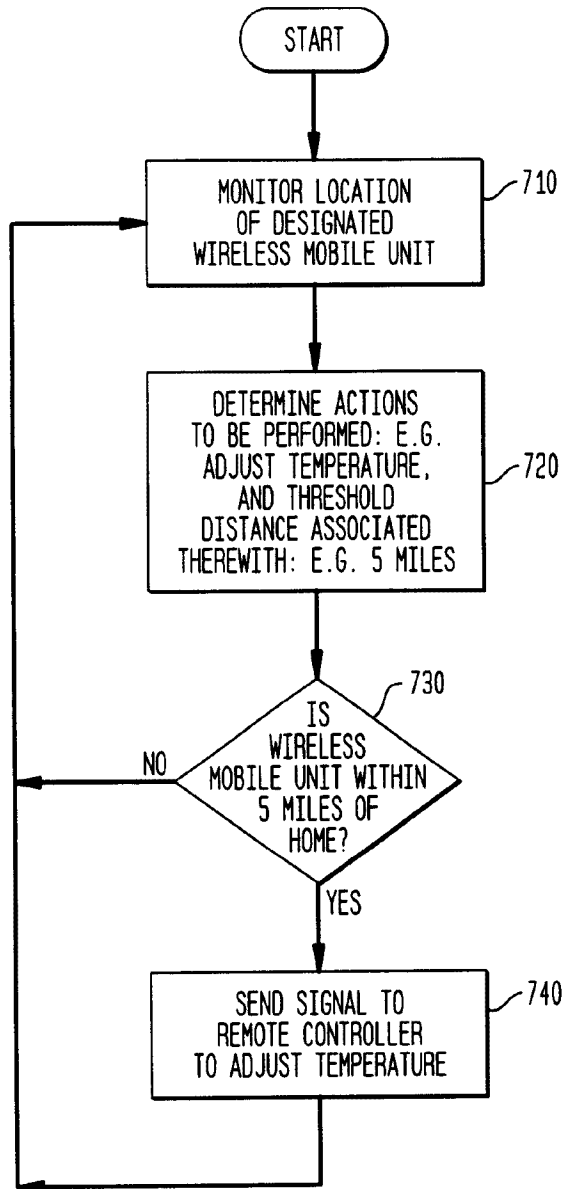 START
MONITOR LOCATION
OF DESIGNATED
WIRELESS MOBILE UNIT
710
DETERMINE ACTIONS
TO BE PERFORMED: E.G.
ADJUST TEMPERATURE,
AND THRESHOLD
DISTANCE ASSOCIATED
THEREWITH: E.G. 5 MILES
720
730
IS
WIRELESS
MOBILE UNIT WITHIN
5 MILES OF
HOME?
NO
YES
SEND SIGNAL TO
REMOTE CONTROLLER
TO ADJUST TEMPERATURE
740